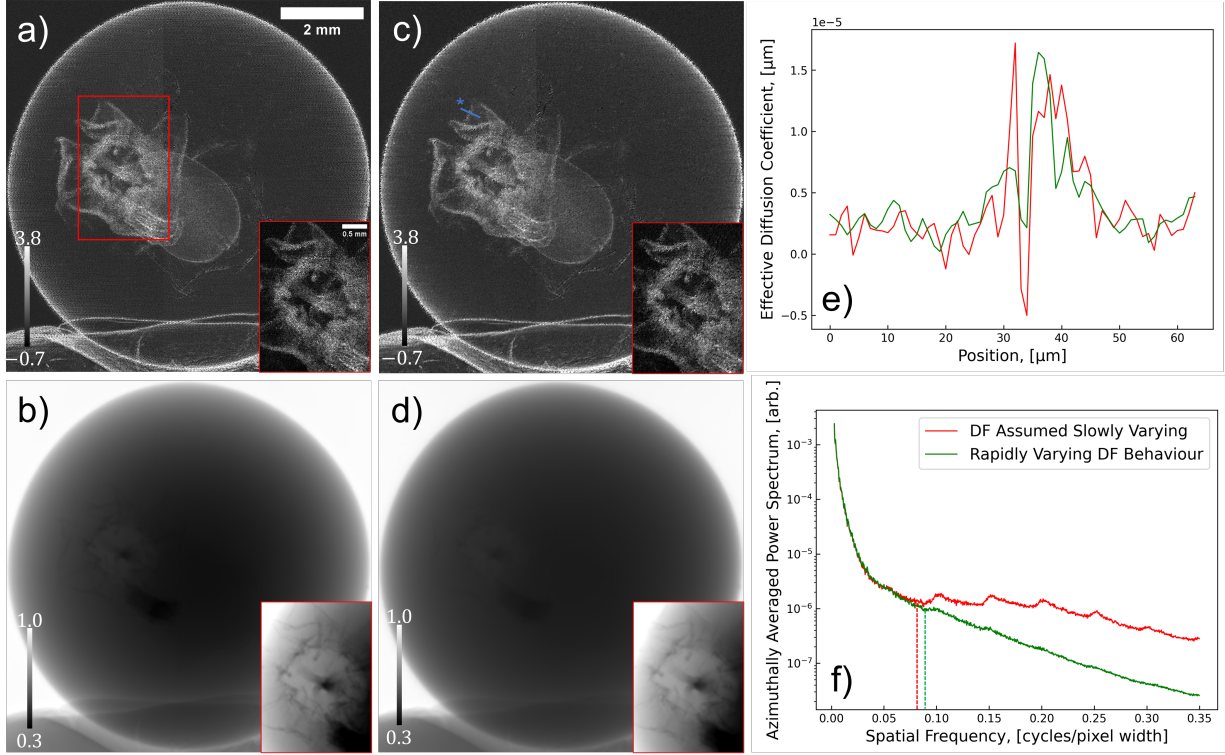 a)
2 mm
3.8
−0.7
0.5 mm
c)
*
3.8
−0.7
1e−5
Effective Diffusion Coefficient, [μm]
1.5
1.0
0.5
0.0
−0.5
e)
0
10
20
30
40
50
60
Position, [μm]
b)
1.0
0.3
d)
1.0
0.3
Azimuthally Averaged Power Spectrum, [arb.]
10−3
10−4
10−5
10−6
10−7
DF Assumed Slowly Varying
Rapidly Varying DF Behaviour
f)
0.00
0.05
0.10
0.15
0.20
0.25
0.30
0.35
Spatial Frequency, [cycles/pixel width]